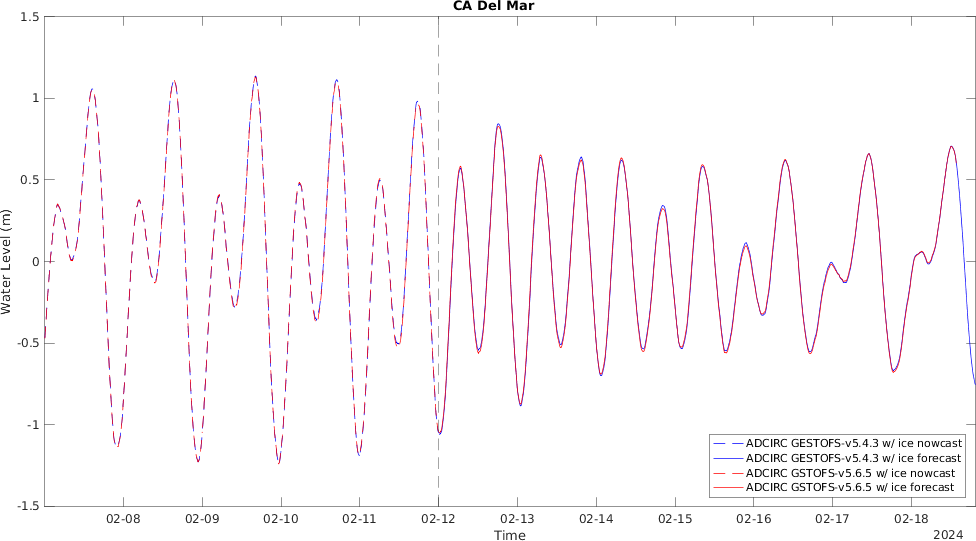 CA Del Mar
1.5
1
0.5
0
-0.5
-1
-1.5
Water Level (m)
02-08 02-09 02-10 02-11 02-12 02-13 02-14 02-15 02-16 02-17 02-18
Time
2024
ADCIRC GESTOFS-v5.4.3 w/ ice nowcast
ADCIRC GESTOFS-v5.4.3 w/ ice forecast
ADCIRC GSTOFS-v5.6.5 w/ ice nowcast
ADCIRC GSTOFS-v5.6.5 w/ ice forecast